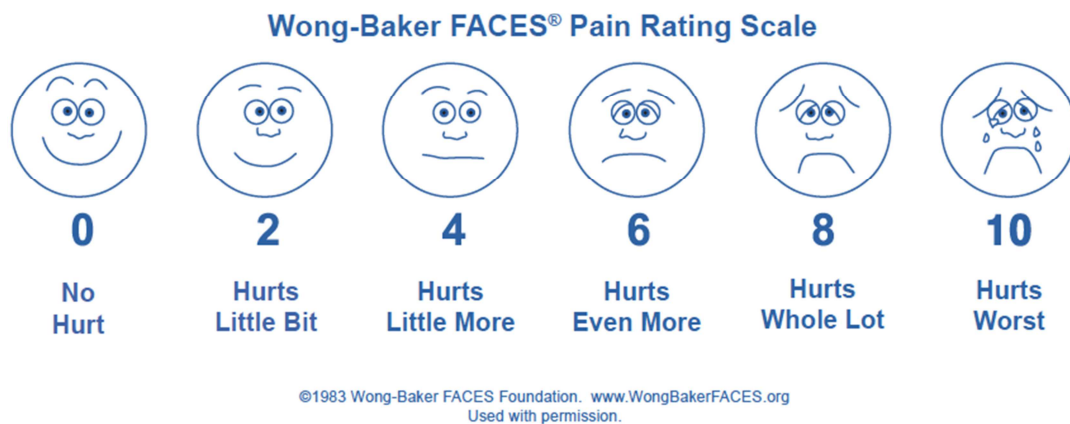 Wong-Baker FACES® Pain Rating Scale
0
2
4
6
8
10
No
Hurt
Hurts
Little Bit
Hurts
Little More
Hurts
Even More
Hurts
Whole Lot
Hurts
Worst
©1983 Wong-Baker FACES Foundation. www.WongBakerFACES.org
Used with permission.